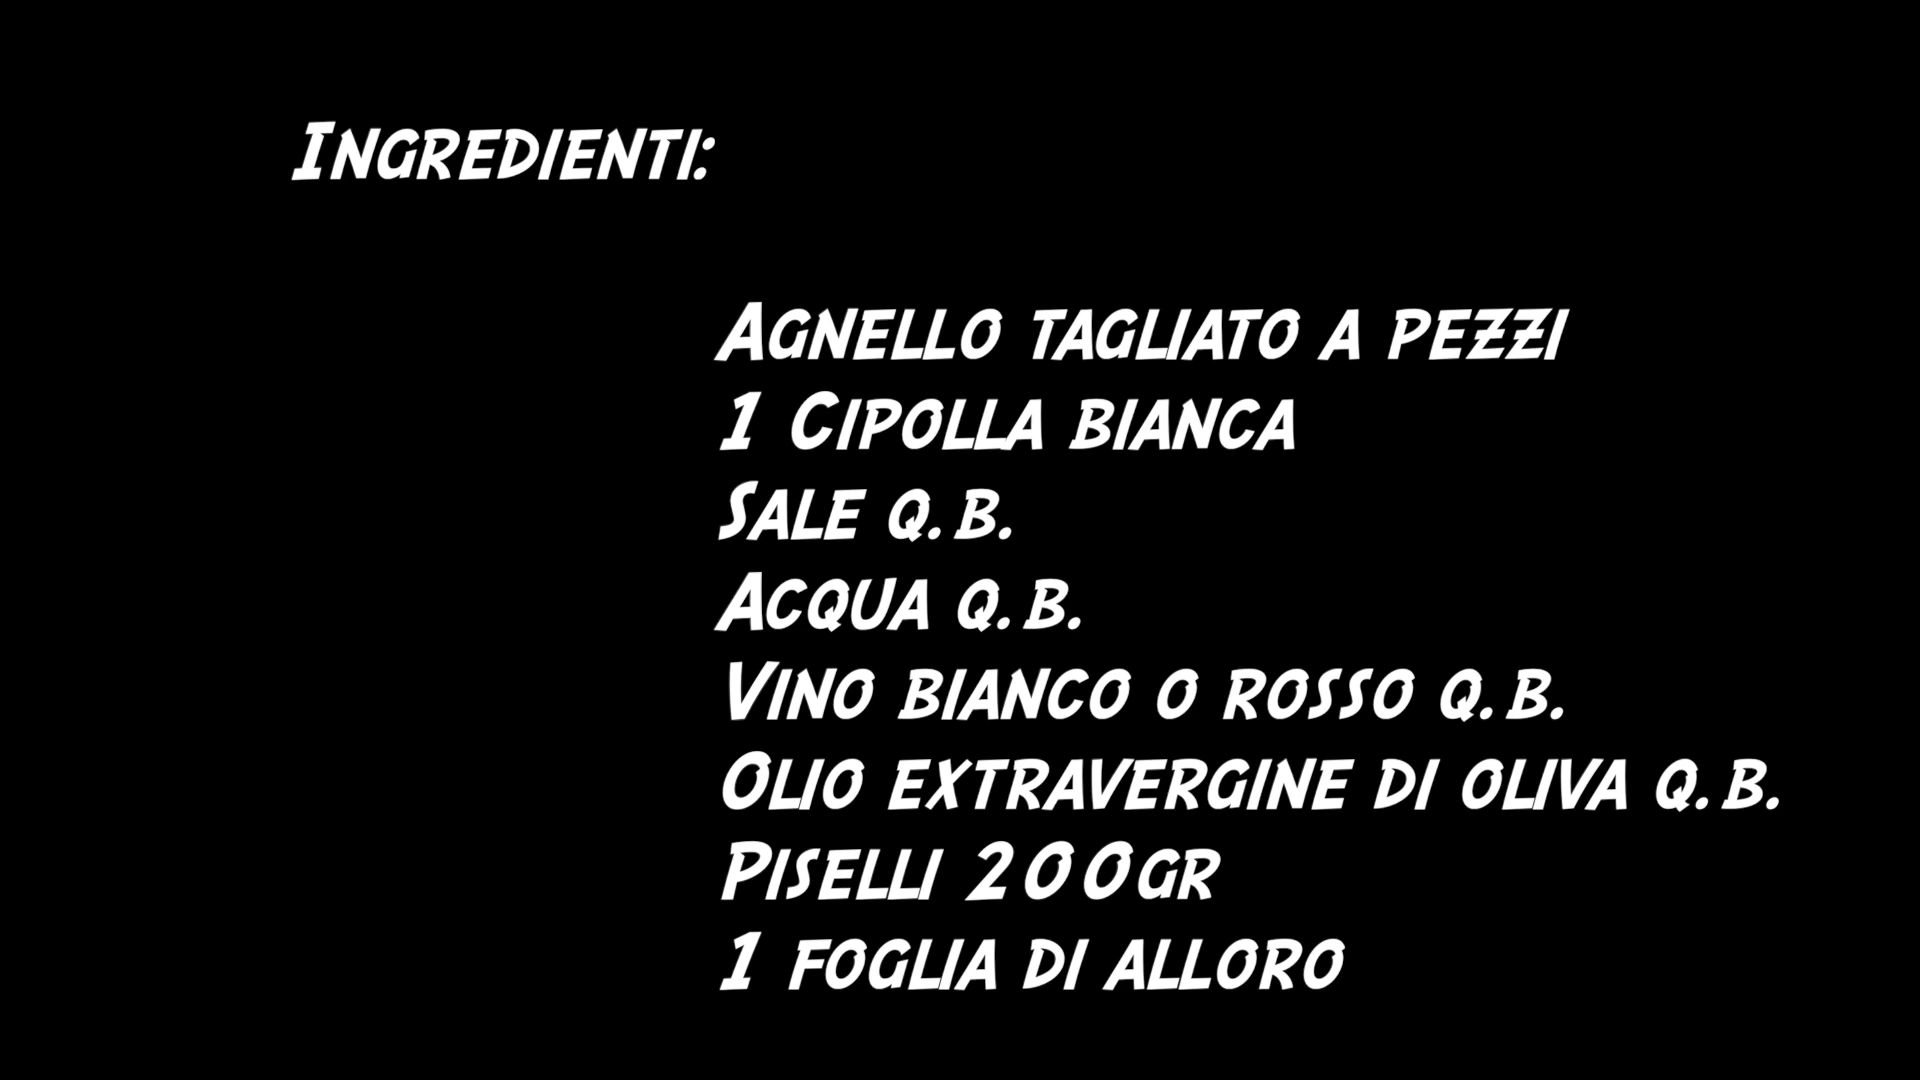 Ingredienti:
Agnello tagliato a pezzi
1 Cipolla bianca
Sale q.b.
Acqua q.b.
Vino bianco o rosso q.b.
Olio extravergine di oliva q.b.
Piselli 200gr
1 foglia di alloro